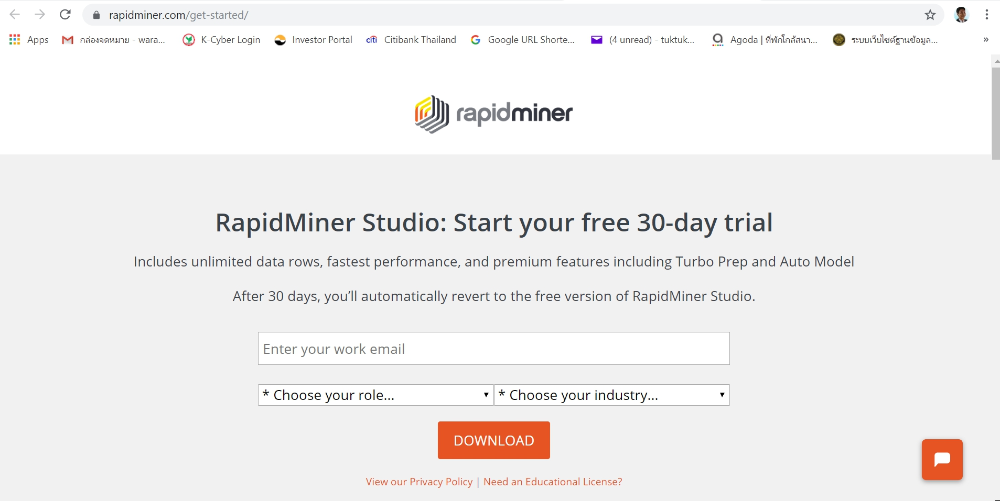 rapidminer.com/get-started/
Apps กล่องจดหมาย - wara... K-Cyber Login Investor Portal citi Citibank Thailand Google URL Shorte... (4 unread) - tuktuk... Agoda | ที่พักใกล้สนา... ระบบเว็บไซต์ฐานข้อมูล... »
rapidminer
RapidMiner Studio: Start your free 30-day trial
Includes unlimited data rows, fastest performance, and premium features including Turbo Prep and Auto Model
After 30 days, you’ll automatically revert to the free version of RapidMiner Studio.
Enter your work email
* Choose your role... * Choose your industry...
DOWNLOAD
View our Privacy Policy | Need an Educational License?